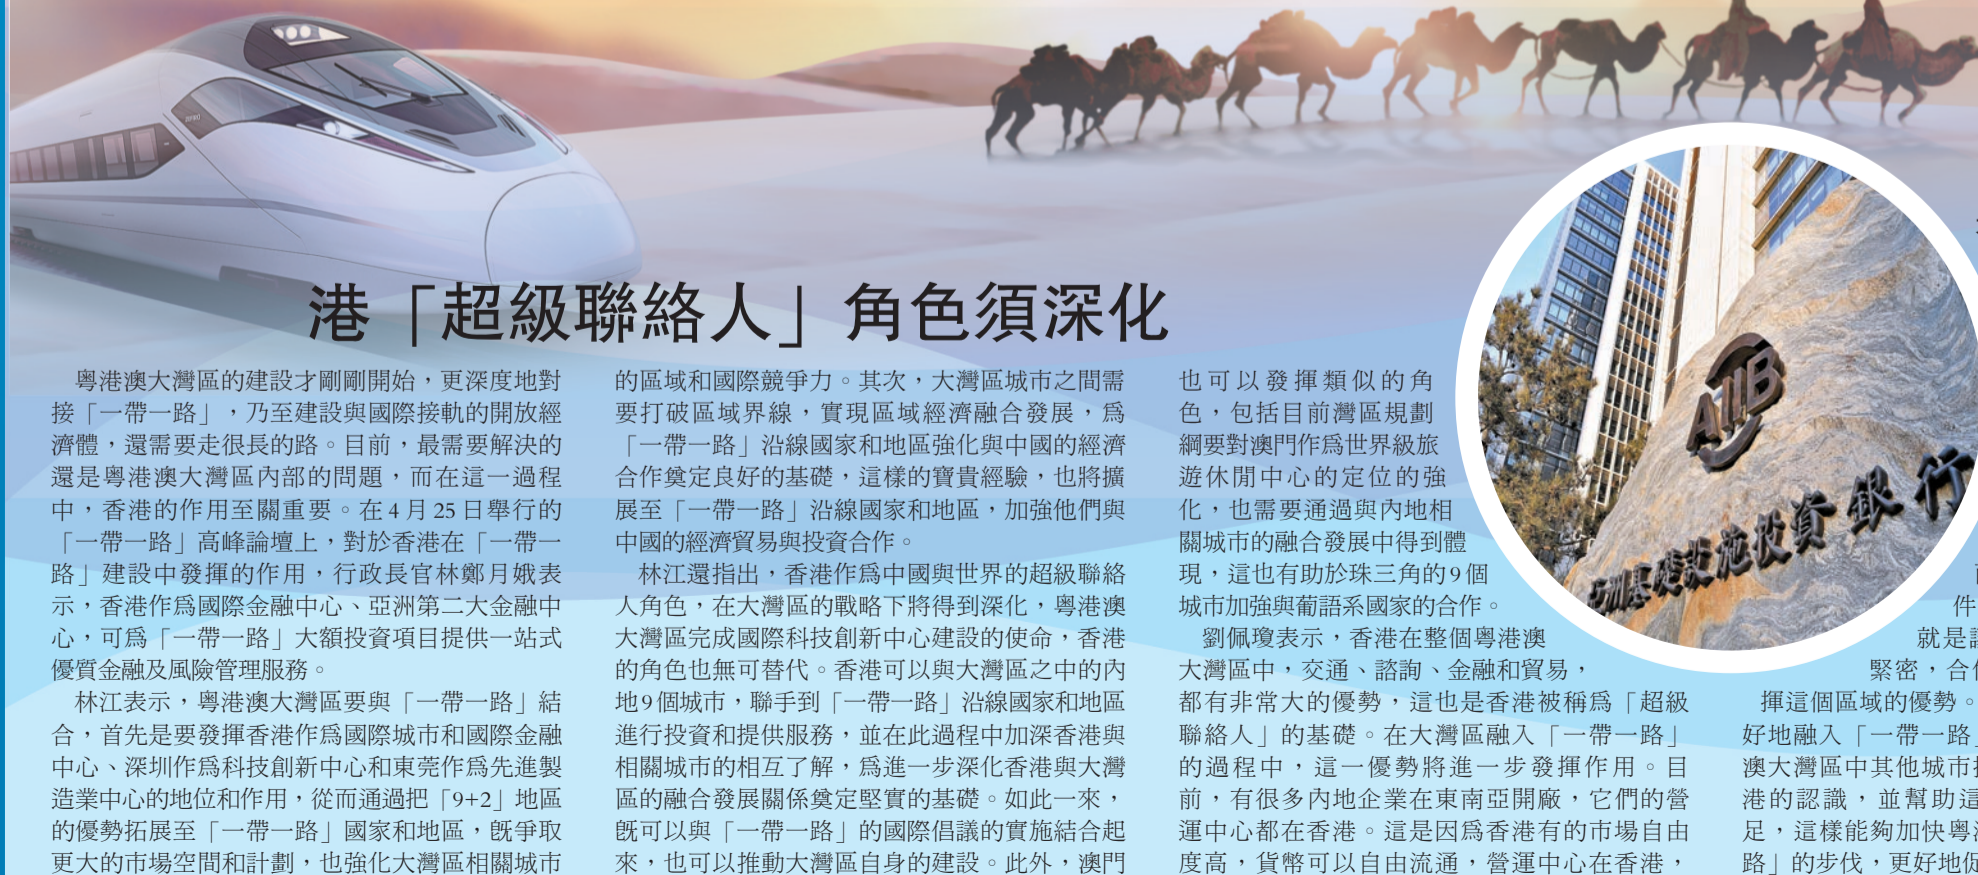 港「超級聯絡人」角色須深化
粵港澳大灣區的建設才剛剛開始，更深度地對
接「一帶一路」，乃至建設與國際接軌的開放經
濟體，還需要走很長的路。目前，最需要解決的
還是粵港澳大灣區內部的問題，而在這一過程
中，香港的作用至關重要。在4月25日舉行的
「一帶一路」高峰論壇上，對於香港在「一帶一
路」建設中發揮的作用，行政長官林鄭月娥表
示，香港作爲國際金融中心、亞洲第二大金融中
心，可爲「一帶一路」大額投資項目提供一站式
優質金融及風險管理服務。
林江表示，粵港澳大灣區要與「一帶一路」結
合，首先是要發揮香港作爲國際城市和國際金融
中心、深圳作爲科技創新中心和東莞作爲先進製
造業中心的地位和作用，從而通過把「9+2」地區
的優勢拓展至「一帶一路」國家和地區，旣爭取
更大的市場空間和計劃，也強化大灣區相關城市
的區域和國際競爭力。其次，大灣區城市之間需
要打破區域界線，實現區域經濟融合發展，爲
「一帶一路」沿線國家和地區強化與中國的經濟
合作奠定良好的基礎，這樣的寶貴經驗，也將擴
展至「一帶一路」沿線國家和地區，加強他們與
中國的經濟貿易與投資合作。
林江還指出，香港作爲中國與世界的超級聯絡
人角色，在大灣區的戰略下將得到深化，粵港澳
大灣區完成國際科技創新中心建設的使命，香港
的角色也無可替代。香港可以與大灣區之中的內
地9個城市，聯手到「一帶一路」沿線國家和地區
進行投資和提供服務，並在此過程中加深香港與
相關城市的相互了解，爲進一步深化香港與大灣
區的融合發展關係奠定堅實的基礎。如此一來，
旣可以與「一帶一路」的國際倡議的實施結合起
來，也可以推動大灣區自身的建設。此外，澳門
也可以發揮類似的角
色，包括目前灣區規劃
綱要對澳門作爲世界級旅
遊休閒中心的定位的強
化，也需要通過與內地相
關城市的融合發展中得到體
現，這也有助於珠三角的9個
城市加強與葡語系國家的合作。
劉佩瓊表示，香港在整個粵港澳
大灣區中，交通、諮詢、金融和貿易，
都有非常大的優勢，這也是香港被稱爲「超級
聯絡人」的基礎。在大灣區融入「一帶一路」
的過程中，這一優勢將進一步發揮作用。目
前，有很多內地企業在東南亞開廠，它們的營
運中心都在香港。這是因爲香港有的市場自由
度高，貨幣可以自由流通，營運中心在香港，
AIIB
亞洲基礎設施投資銀行
件
就是
緊密，合
揮這個區域的優勢。
好地融入「一帶一路」
澳大灣區中其他城市
港的認識，並幫助這
足，這樣能夠加快粵
路」的步伐，更好地